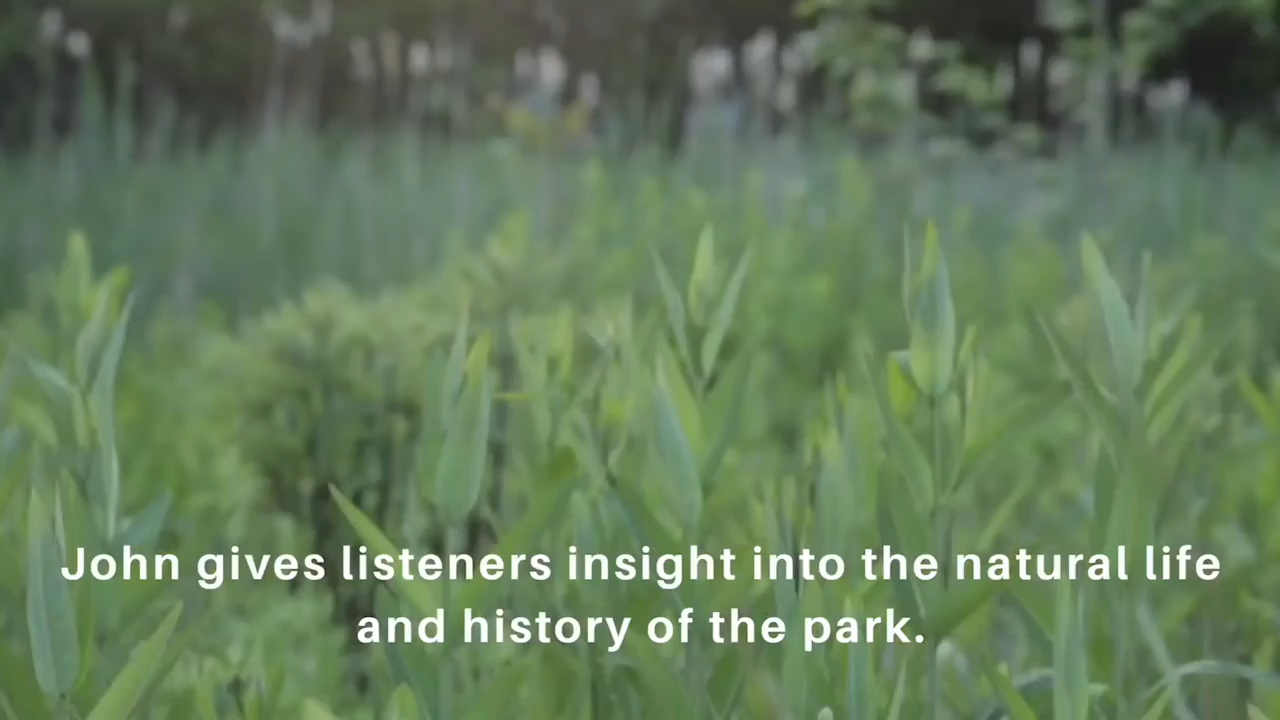 John gives listeners insight into the natural life
and history of the park.